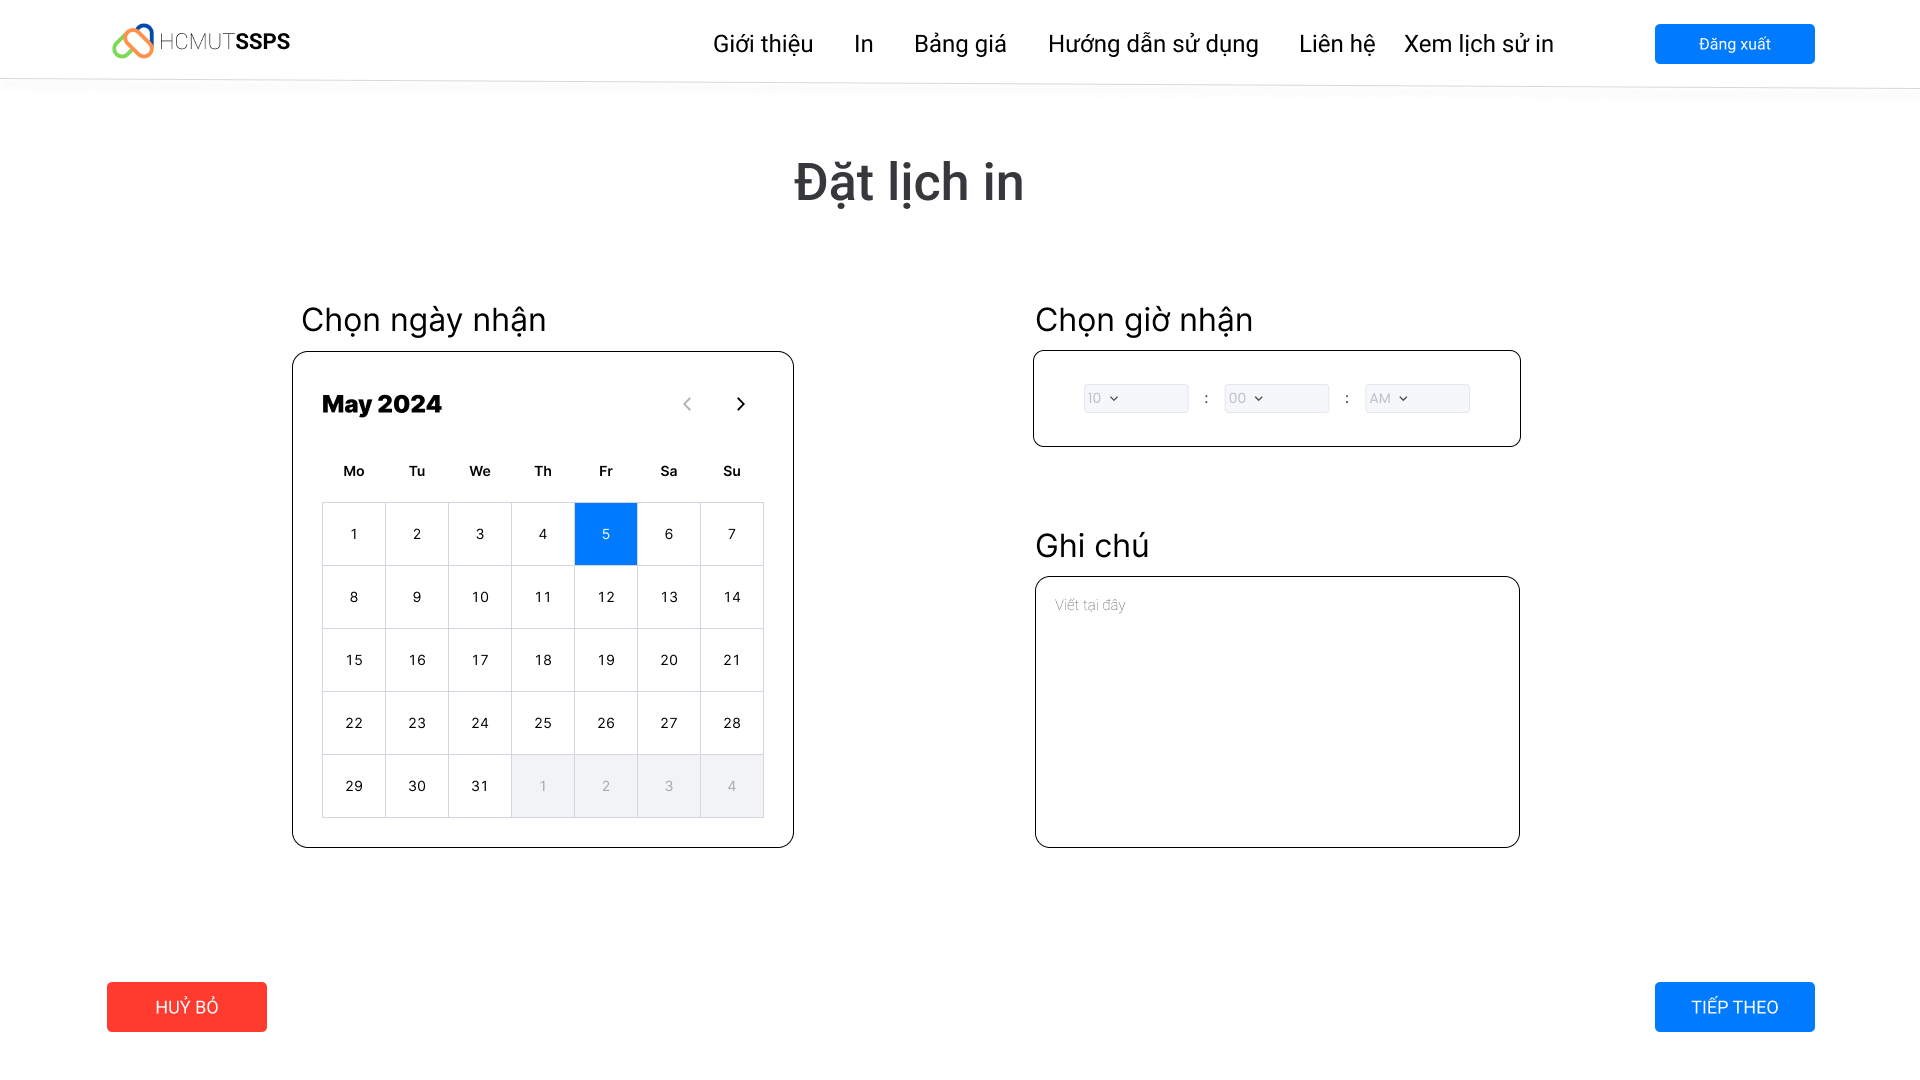 HCMUTSSPS
Giới thiệu In Bảng giá Hướng dẫn sử dụng Liên hệ Xem lịch sử in
Đăng xuất
Đặt lịch in
Chọn ngày nhận
May 2024
Mo Tu We Th Fr Sa Su
1 2 3 4 5 6 7
8 9 10 11 12 13 14
15 16 17 18 19 20 21
22 23 24 25 26 27 28
29 30 31 1 2 3 4
Chọn giờ nhận
10 : 00 : AM
Ghi chú
Viết tại đây
HUỶ BỎ
TIẾP THEO